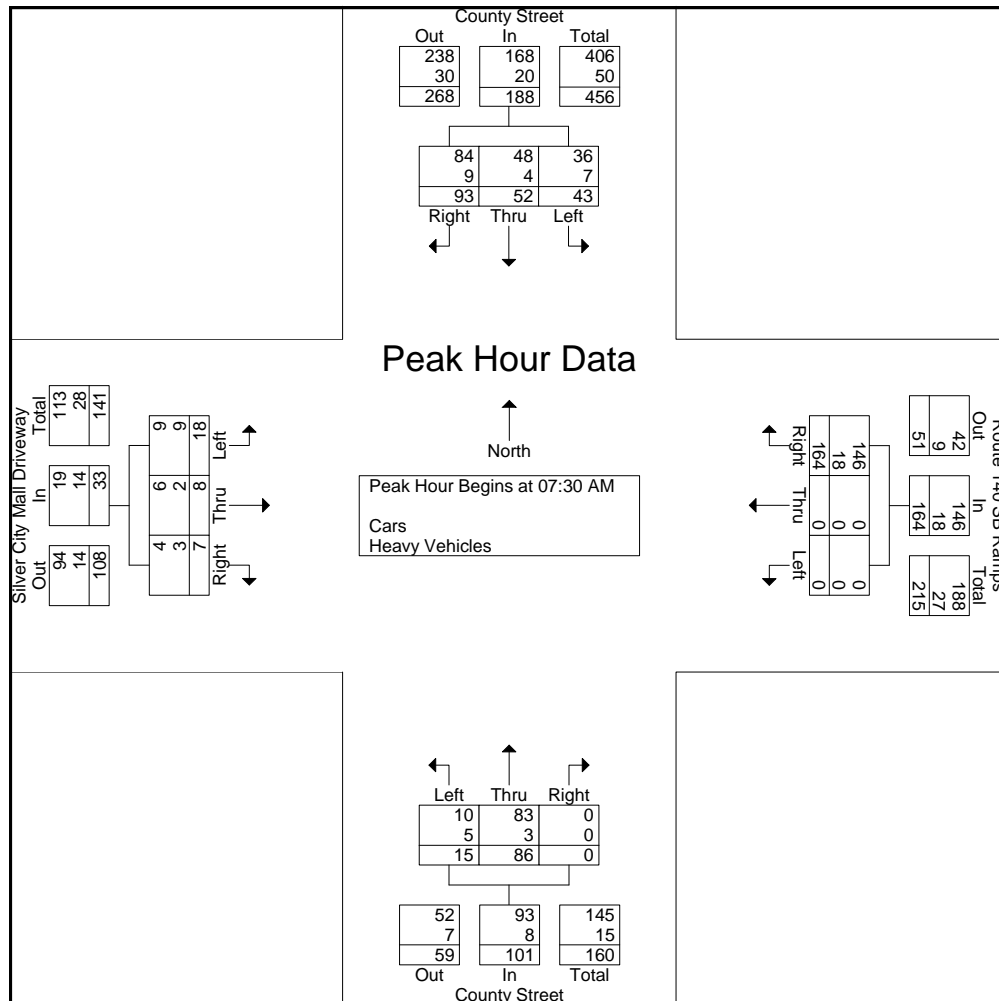 County Street
Out In Total
238 168 406
30 20 50
268 188 456
84 48 36
9 4 7
93 52 43
Right Thru Left
Peak Hour Data
North
Peak Hour Begins at 07:30 AM
Cars
Heavy Vehicles
Silver City Mall Driveway
Out In Total
94 19 113
14 14 28
108 33 141
9 6 4
9 2 3
18 8 7
Left Thru Right
Route 140 SB Ramps
Out In Total
42 146 188
9 18 27
51 164 215
146 0 0
18 0 0
164 0 0
Right Thru Left
Left Thru Right
10 83 0
5 3 0
15 86 0
52 93 145
7 8 15
59 101 160
Out In Total
County Street